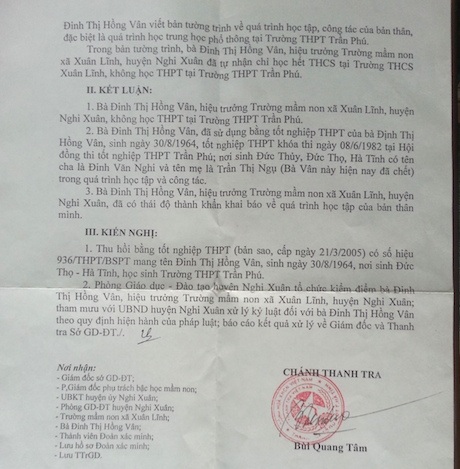 Đinh Thị Hồng Vân viết bản tường trình về quá trình học tập, công tác của bản thân,
đặc biệt là quá trình học trung học phổ thông tại Trường THPT Trần Phú.
Trong bản tường trình, bà Đinh Thị Hồng Vân, hiệu trưởng Trường mầm non
xã Xuân Lĩnh, huyện Nghi Xuân đã tự nhận chỉ học hết THCS tại Trường THCS
Xuân Lĩnh, không học THPT tại Trường THPT Trần Phú.
II. KẾT LUẬN:
1. Bà Đinh Thị Hồng Vân, hiệu trưởng Trường mầm non xã Xuân Lĩnh, huyện
Nghi Xuân, không học THPT tại Trường THPT Trần Phú.
2. Bà Đinh Thị Hồng Vân, đã sử dụng bằng tốt nghiệp THPT của bà Định Thị
Hồng Vân, sinh ngày 30/8/1964, tốt nghiệp THPT khóa thi ngày 08/6/1982 tại Hội
đồng thi tốt nghiệp THPT Trần Phú; nơi sinh Đức Thủy, Đức Thọ, Hà Tĩnh có tên
cha là Đinh Văn Nghi và tên mẹ là Trần Thị Ngụ (Bà Vân này hiện nay đã chết)
trong quá trình học tập và công tác.
3. Bà Đinh Thị Hồng Vân, hiệu trưởng Trường mầm non xã Xuân Lĩnh, huyện
Nghi Xuân, đã có thái độ thành khẩn khai báo về quá trình học tập của bản thân
mình.
III. KIẾN NGHỊ:
1. Thu hồi bằng tốt nghiệp THPT (bản sao, cấp ngày 21/3/2005) có số hiệu
936/THPT/BSPT mang tên Đinh Thị Hồng Vân, sinh ngày 30/8/1964, nơi sinh Đức
Thọ - Hà Tĩnh, học sinh Trường THPT Trần Phú.
2. Phòng Giáo dục - Đào tạo huyện Nghi Xuân tổ chức kiểm điểm bà Đinh
Thị Hồng Vân, hiệu trưởng Trường mầm non xã Xuân Lĩnh, huyện Nghi Xuân;
tham mưu với UBND huyện Nghi Xuân xử lý kỷ luật đối với bà Đinh Thị Hồng Vân
theo quy định hiện hành của pháp luật; báo cáo kết quả xử lý về Giám đốc và Thanh
tra Sở GD-ĐT./.
Nơi nhận:
- Giám đốc sở GD-ĐT;
- P.Giám đốc phụ trách bậc học mầm non;
- UBKT huyện ủy Nghi Xuân;
- Phòng GD-ĐT huyện Nghi Xuân;
- Trường mầm non xã Xuân Lĩnh;
- Bà Đinh Thị Hồng Vân;
- Thành viên Đoàn xác minh;
- Lưu hồ sơ Đoàn xác minh;
- Lưu TTrGD.
CHÁNH THANH TRA
Bùi Quang Tâm